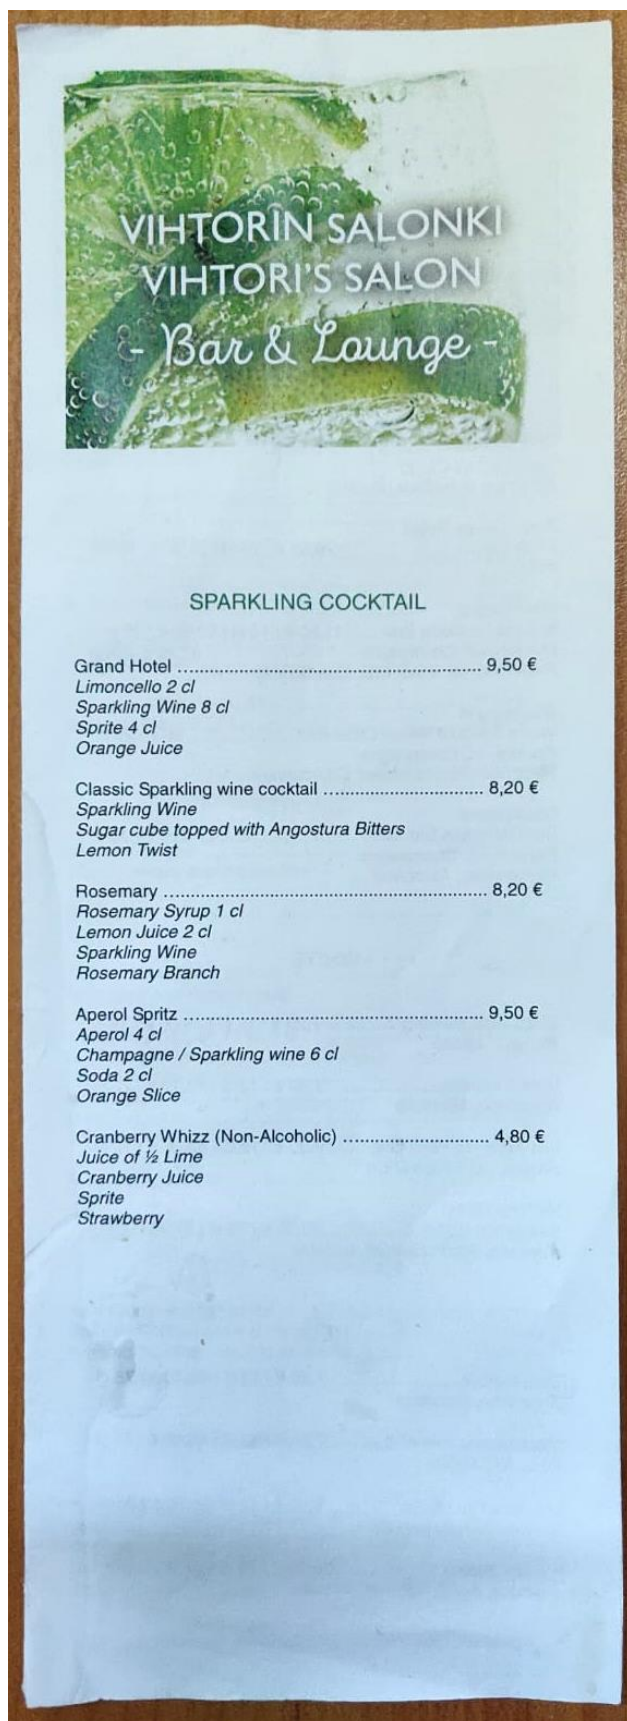 VIHTORIN SALONKI
VIHTORI'S SALON
- Bar & Lounge -
SPARKLING COCKTAIL
Grand Hotel ......................................................... 9,50 €
Limoncello 2 cl
Sparkling Wine 8 cl
Sprite 4 cl
Orange Juice
Classic Sparkling wine cocktail .............................. 8,20 €
Sparkling Wine
Sugar cube topped with Angostura Bitters
Lemon Twist
Rosemary ............................................................. 8,20 €
Rosemary Syrup 1 cl
Lemon Juice 2 cl
Sparkling Wine
Rosemary Branch
Aperol Spritz ........................................................ 9,50 €
Aperol 4 cl
Champagne / Sparkling wine 6 cl
Soda 2 cl
Orange Slice
Cranberry Whizz (Non-Alcoholic) ........................... 4,80 €
Juice of ½ Lime
Cranberry Juice
Sprite
Strawberry